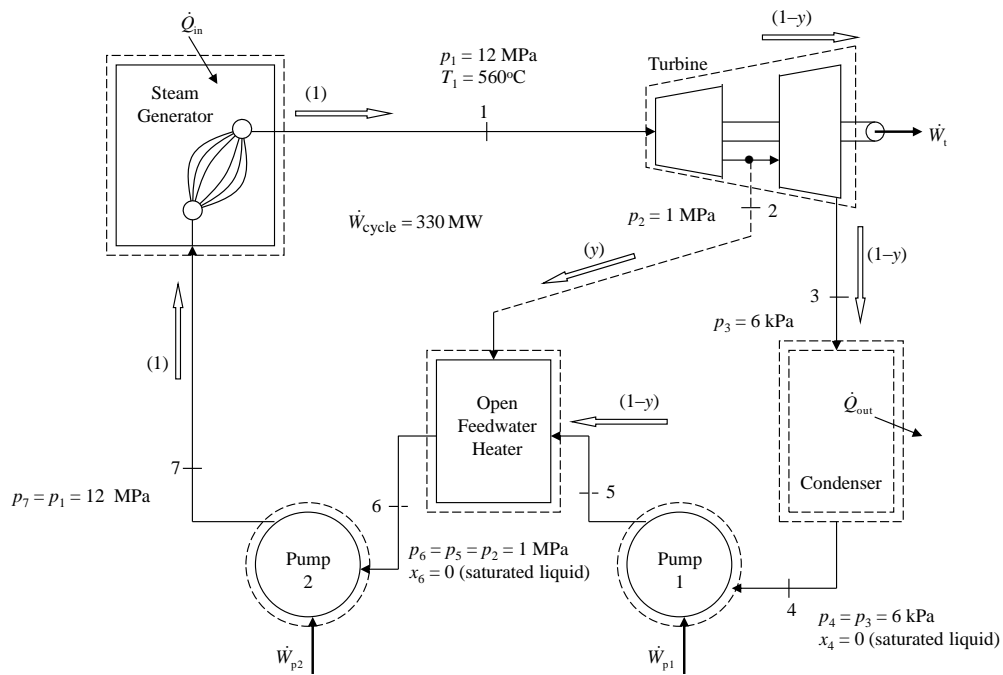 Q̇in
(1–y)
p1 = 12 MPa
T1 = 560°C
Turbine
Steam
Generator
(1)
1
Ẇt
2
p2 = 1 MPa
Ẇcycle = 330 MW
(y)
(1–y)
3
p3 = 6 kPa
(1)
(1–y)
Open
Feedwater
Heater
Q̇out
Condenser
7
5
6
p7 = p1 = 12 MPa
Pump
2
p6 = p5 = p2 = 1 MPa
x6 = 0 (saturated liquid)
Pump
1
4
p4 = p3 = 6 kPa
x4 = 0 (saturated liquid)
Ẇp2
Ẇp1